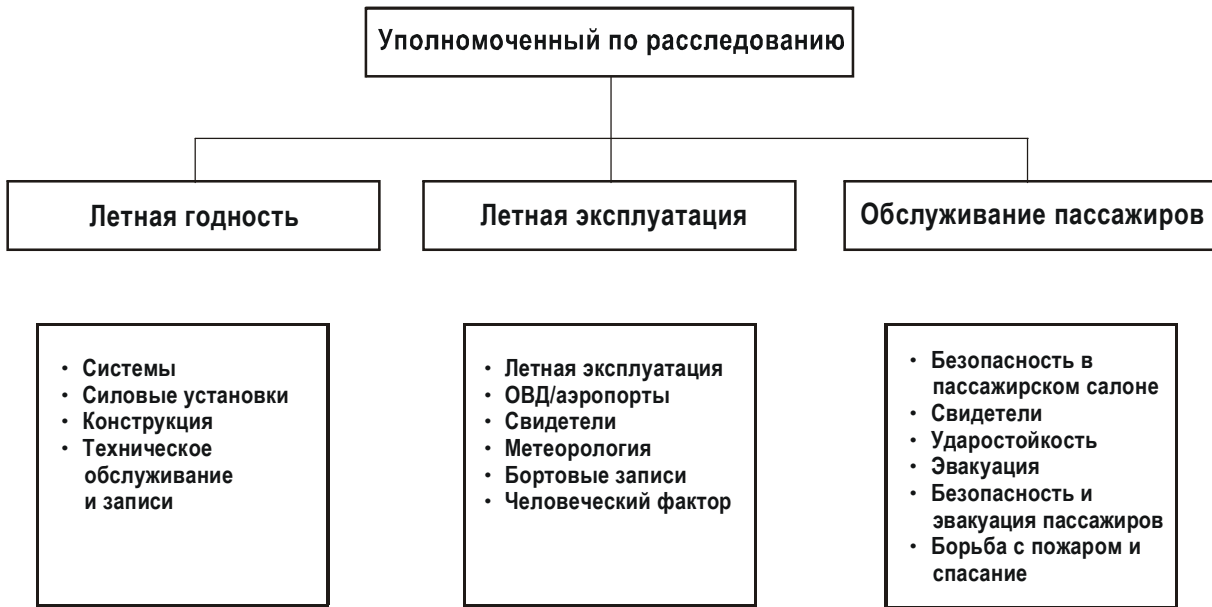 Уполномоченный по расследованию
Летная годность
Летная эксплуатация
Обслуживание пассажиров
· Системы
· Силовые установки
· Конструкция
· Техническое
обслуживание
и записи
· Летная эксплуатация
· ОВД/аэропорты
· Свидетели
· Метеорология
· Бортовые записи
· Человеческий фактор
· Безопасность в
пассажирском салоне
· Свидетели
· Ударостойкость
· Эвакуация
· Безопасность и
эвакуация пассажиров
· Борьба с пожаром и
спасание